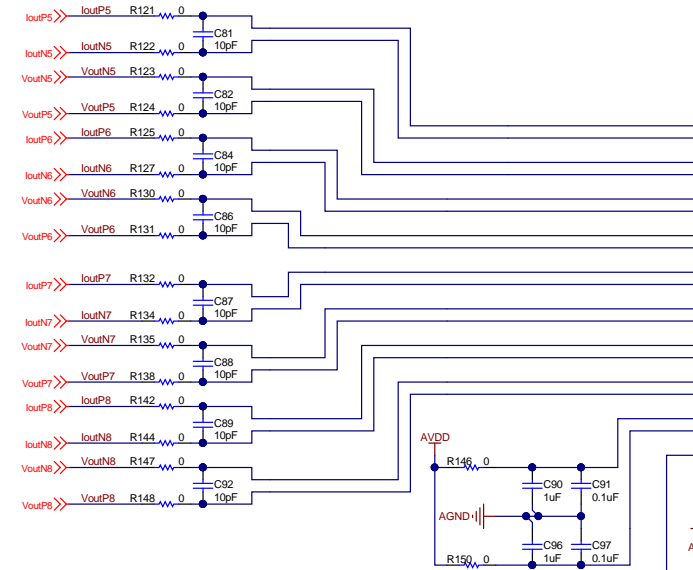 IoutP5 IoutP5 R121 0
C81
10pF
IoutN5 IoutN5 R122 0
VoutN5 VoutN5 R123 0
C82
10pF
VoutP5 VoutP5 R124 0
IoutP6 IoutP6 R125 0
C84
10pF
IoutN6 IoutN6 R127 0
VoutN6 VoutN6 R130 0
C86
10pF
VoutP6 VoutP6 R131 0
IoutP7 IoutP7 R132 0
C87
10pF
IoutN7 IoutN7 R134 0
VoutN7 VoutN7 R135 0
C88
10pF
VoutP7 VoutP7 R138 0
IoutP8 IoutP8 R142 0
C89
10pF
IoutN8 IoutN8 R144 0
VoutN8 VoutN8 R147 0
C92
10pF
VoutP8 VoutP8 R148 0
AVDD
R146 0
C90 C91
1uF 0.1uF
AGND
C96 C97
1uF 0.1uF
R150 0